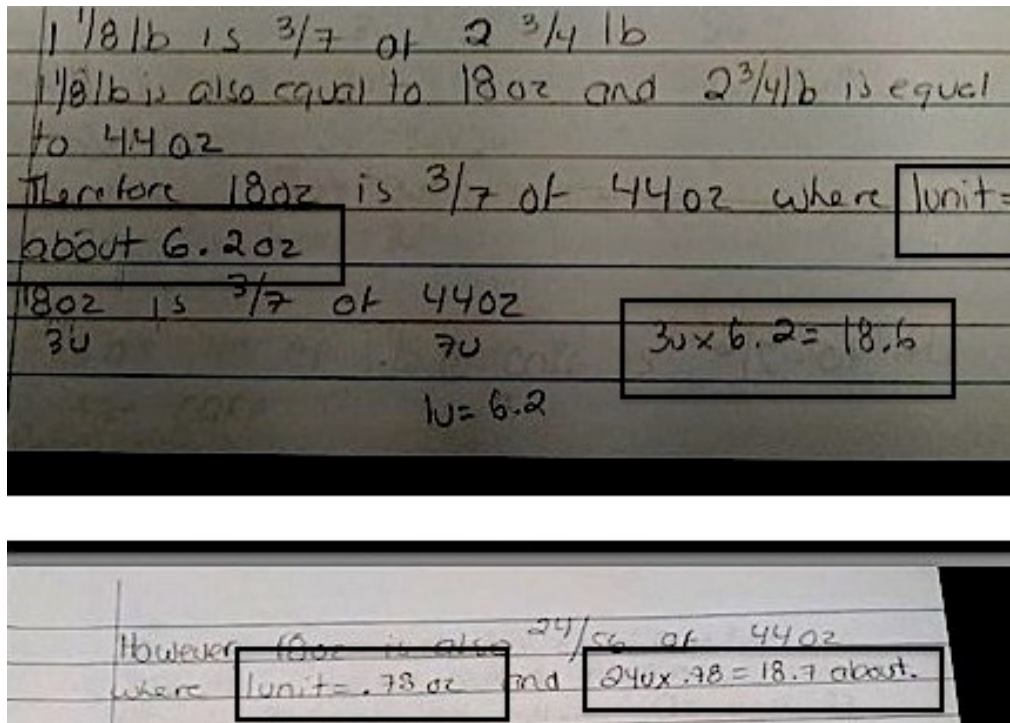 1 1/8 lb is 3/7 of 2 3/4 lb
1 1/8 lb is also equal to 18oz and 2 3/4 lb is equal
to 44oz
Therefore 18oz is 3/7 of 44oz where 1unit=
about 6.2oz
18oz is 3/7 of 44oz
3u 7u 3u x 6.2= 18.6
1u= 6.2
However 18oz is also 24/56 of 44oz
where 1unit= .78 oz and 24u x .78 = 18.7 about.